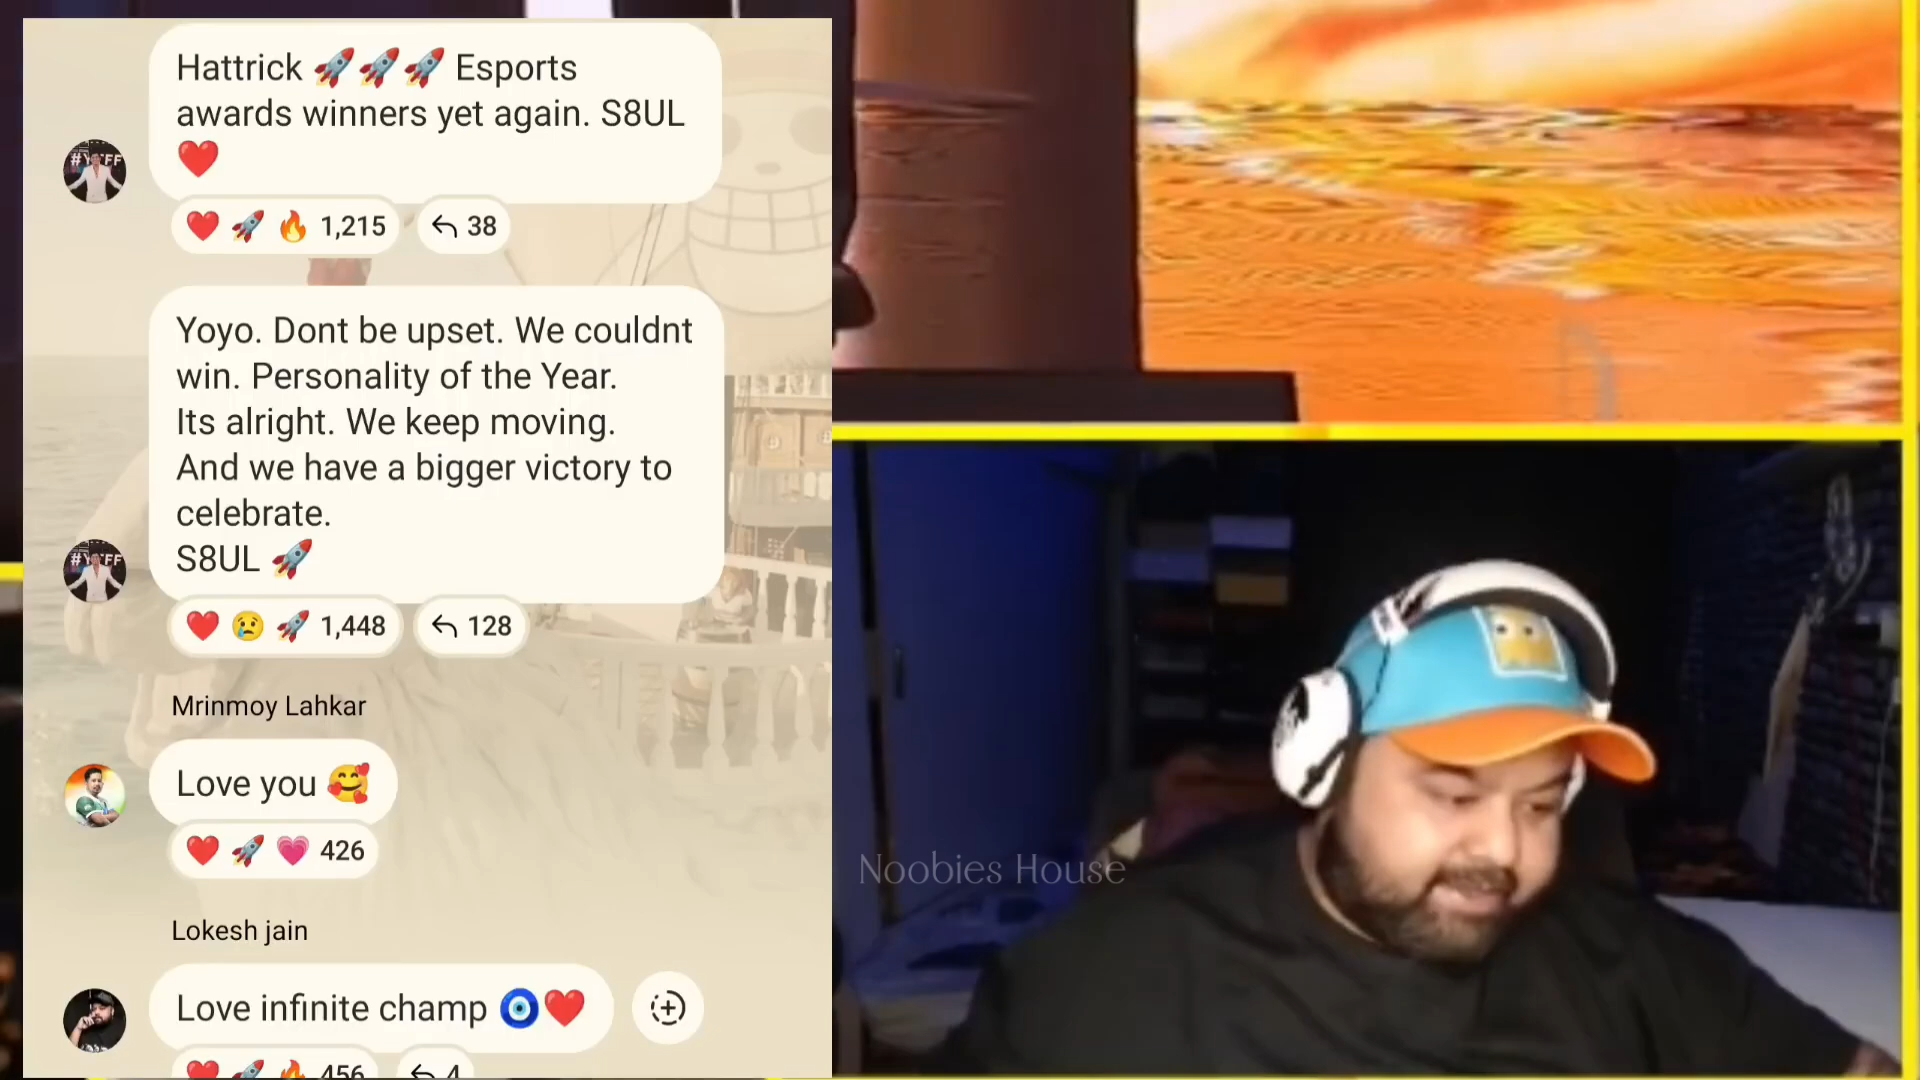 Hattrick 🚀🚀🚀 Esports
awards winners yet again. S8UL
❤️
❤️ 🚀 🔥 1,215
38
Yoyo. Dont be upset. We couldnt
win. Personality of the Year.
Its alright. We keep moving.
And we have a bigger victory to
celebrate.
S8UL 🚀
❤️ 😢 🚀 1,448
128
Mrinmoy Lahkar
Love you 🥰
❤️ 🚀 💗 426
Lokesh jain
Love infinite champ 🧿❤️
❤️ 🚀 🔥 456
4
Noobies House